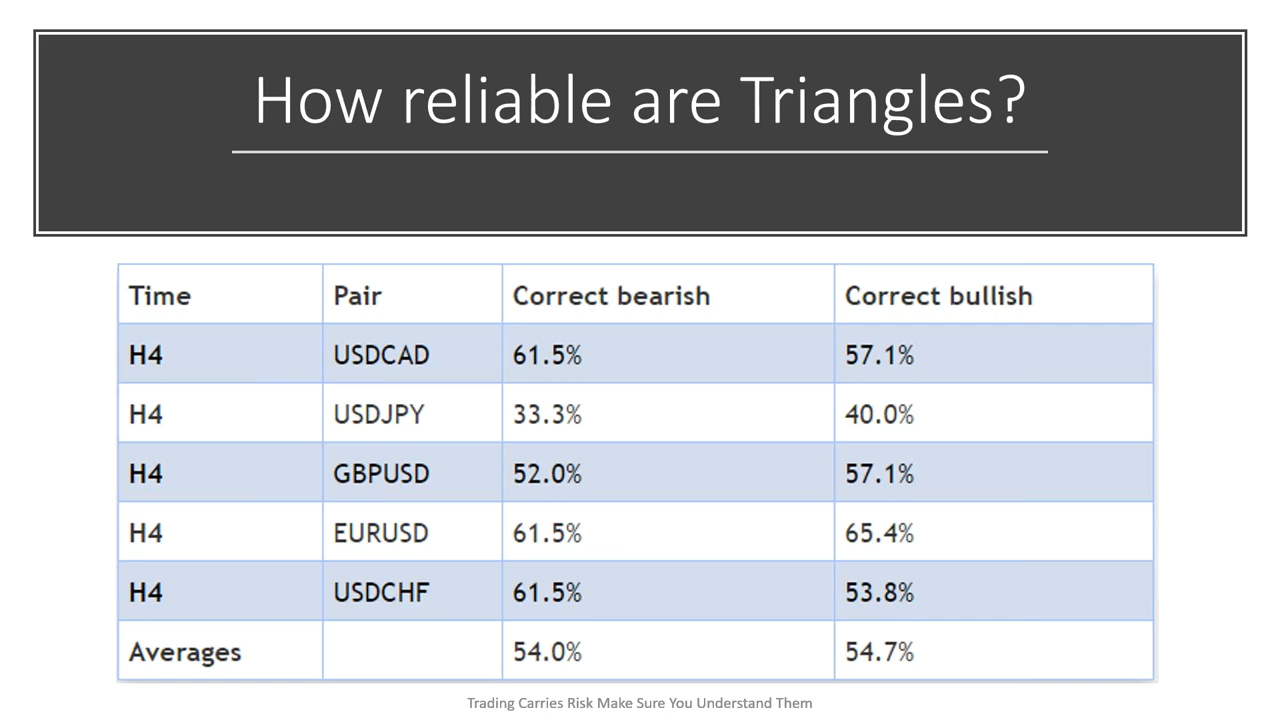 How reliable are Triangles?
Time Pair Correct bearish Correct bullish
H4 USDCAD 61.5% 57.1%
H4 USDJPY 33.3% 40.0%
H4 GBPUSD 52.0% 57.1%
H4 EURUSD 61.5% 65.4%
H4 USDCHF 61.5% 53.8%
Averages 54.0% 54.7%
Trading Carries Risk Make Sure You Understand Them